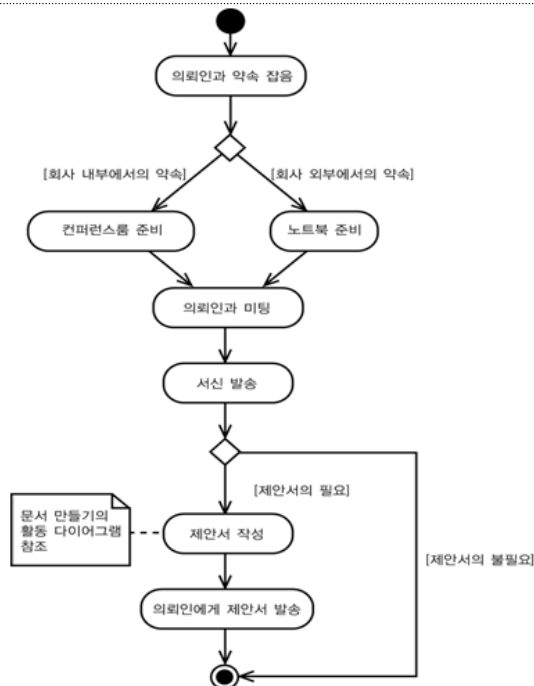 의뢰인과 약속 잡음
[회사 내부에서의 약속]
[회사 외부에서의 약속]
컨퍼런스룸 준비
노트북 준비
의뢰인과 미팅
서신 발송
[제안서의 필요]
문서 만들기의
활동 다이어그램
참조
제안서 작성
[제안서의 불필요]
의뢰인에게 제안서 발송